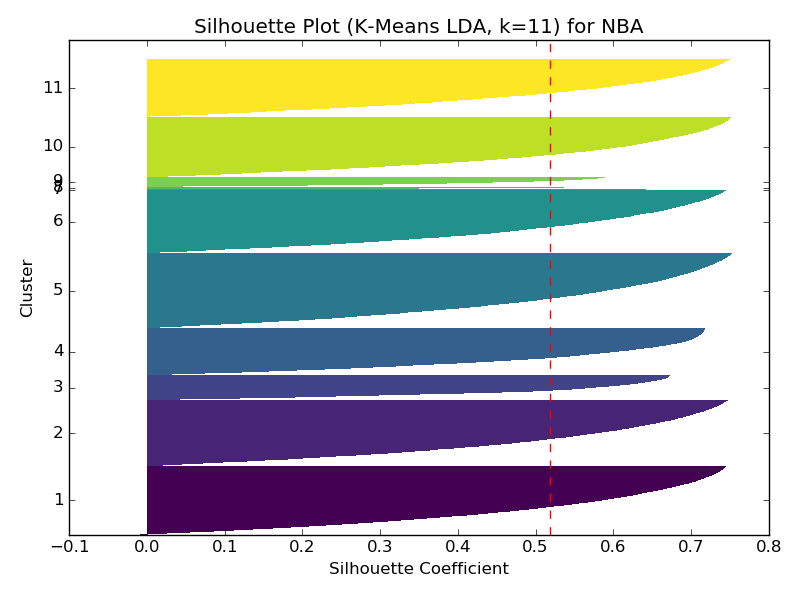 Silhouette Plot (K-Means LDA, k=11) for NBA
11
10
9
8
7
6
5
4
3
2
1
Cluster
−0.1 0.0 0.1 0.2 0.3 0.4 0.5 0.6 0.7 0.8
Silhouette Coefficient